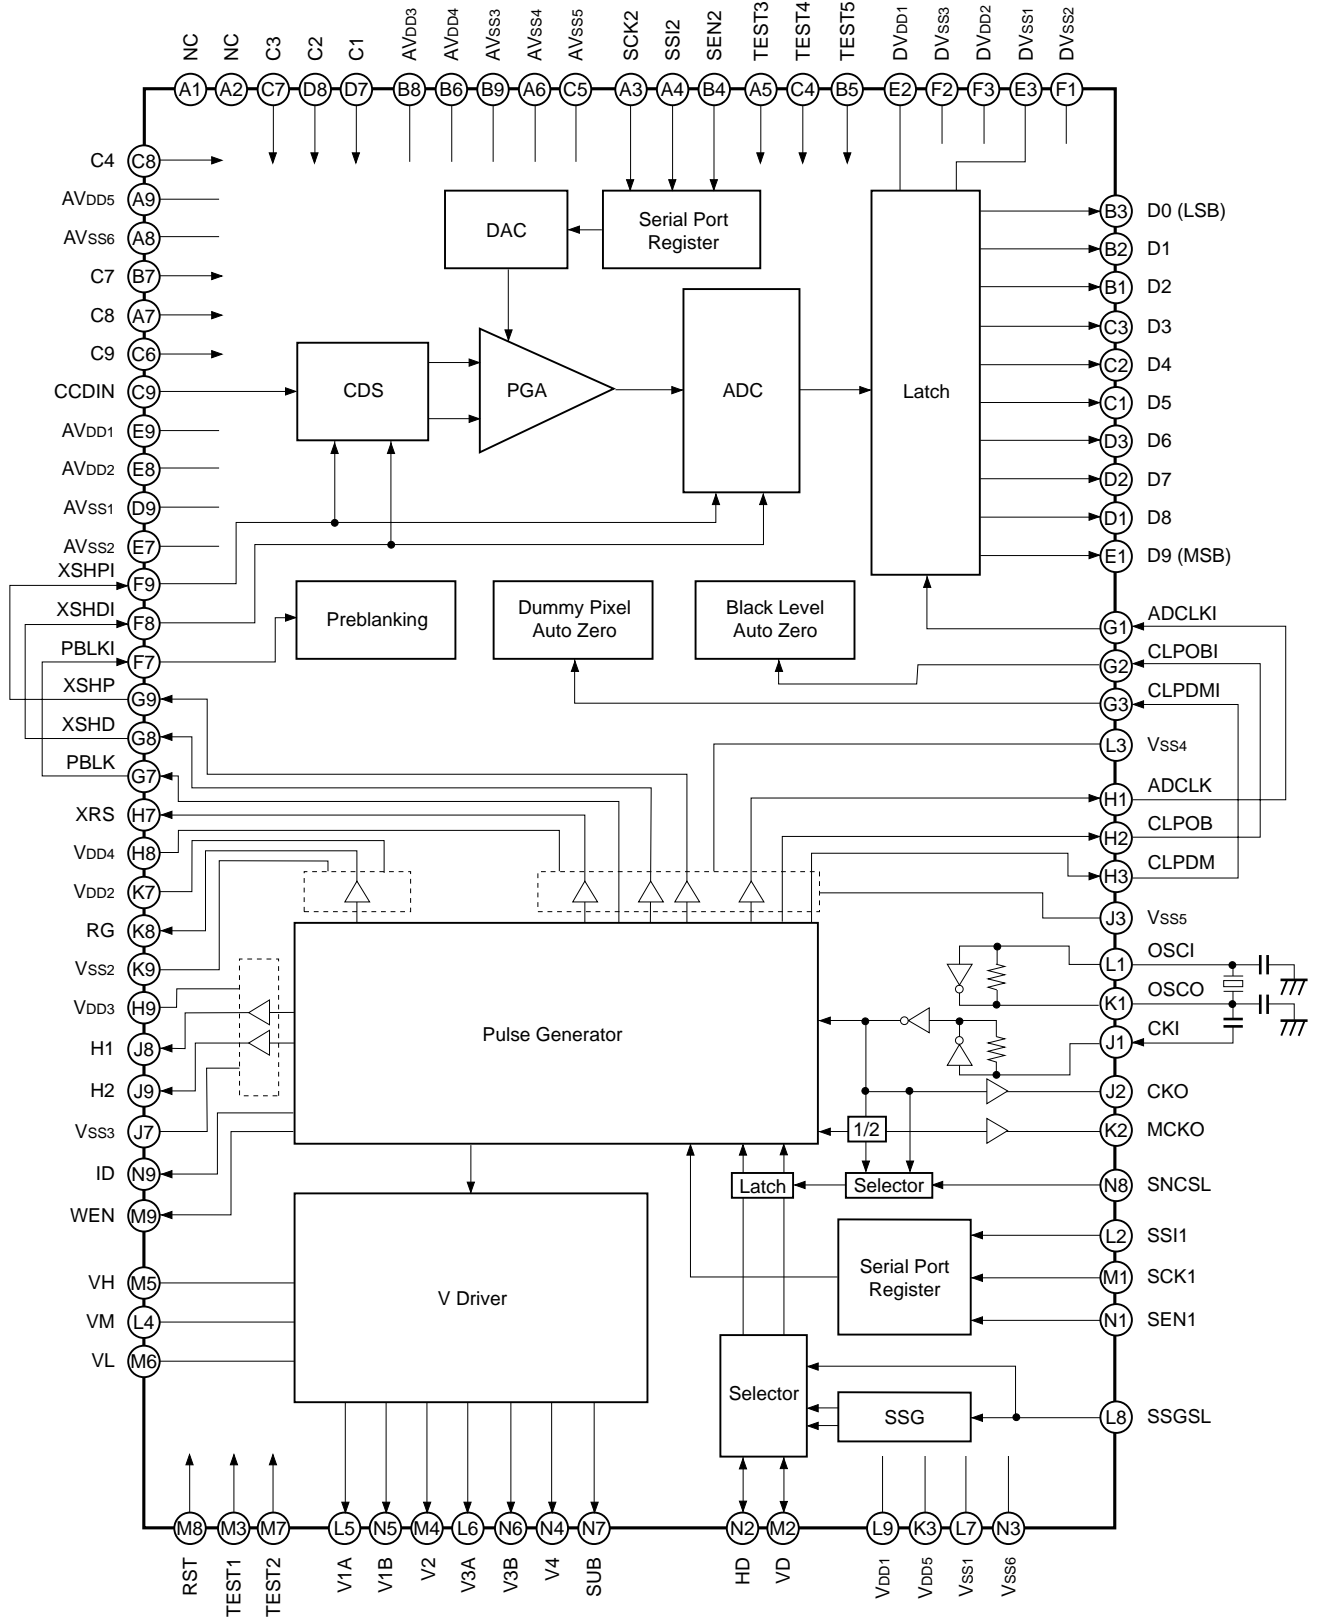 NC
NC
C3
C2
C1
AVDD3
AVDD4
AVSS3
AVSS4
AVSS5
SCK2
SSI2
SEN2
TEST3
TEST4
TEST5
DVDD1
DVSS3
DVDD2
DVSS1
DVSS2
A1
A2
C7
D8
D7
B8
B6
B9
A6
C5
A3
A4
B4
A5
C4
B5
E2
F2
F3
E3
F1
C4
C8
AVDD5
A9
AVSS6
A8
C7
B7
C8
A7
C9
C6
CCDIN
C9
AVDD1
E9
AVDD2
E8
AVSS1
D9
AVSS2
E7
XSHPI
F9
XSHDI
F8
PBLKI
F7
XSHP
G9
XSHD
G8
PBLK
G7
XRS
H7
VDD4
H8
VDD2
K7
RG
K8
VSS2
K9
VDD3
H9
H1
J8
H2
J9
VSS3
J7
ID
N9
WEN
M9
VH
M5
VM
L4
VL
M6
DAC
Serial Port
Register
CDS
PGA
ADC
Latch
Preblanking
Dummy Pixel
Auto Zero
Black Level
Auto Zero
Pulse Generator
1/2
Latch
Selector
V Driver
Serial Port
Register
Selector
SSG
B3
D0 (LSB)
B2
D1
B1
D2
C3
D3
C2
D4
C1
D5
D3
D6
D2
D7
D1
D8
E1
D9 (MSB)
G1
ADCLKI
G2
CLPOBI
G3
CLPDMI
L3
VSS4
H1
ADCLK
H2
CLPOB
H3
CLPDM
J3
VSS5
L1
OSCI
K1
OSCO
J1
CKI
J2
CKO
K2
MCKO
N8
SNCSL
L2
SSI1
M1
SCK1
N1
SEN1
L8
SSGSL
M8
M3
M7
L5
N5
M4
L6
N6
N4
N7
N2
M2
L9
K3
L7
N3
RST
TEST1
TEST2
V1A
V1B
V2
V3A
V3B
V4
SUB
HD
VD
VDD1
VDD5
VSS1
VSS6